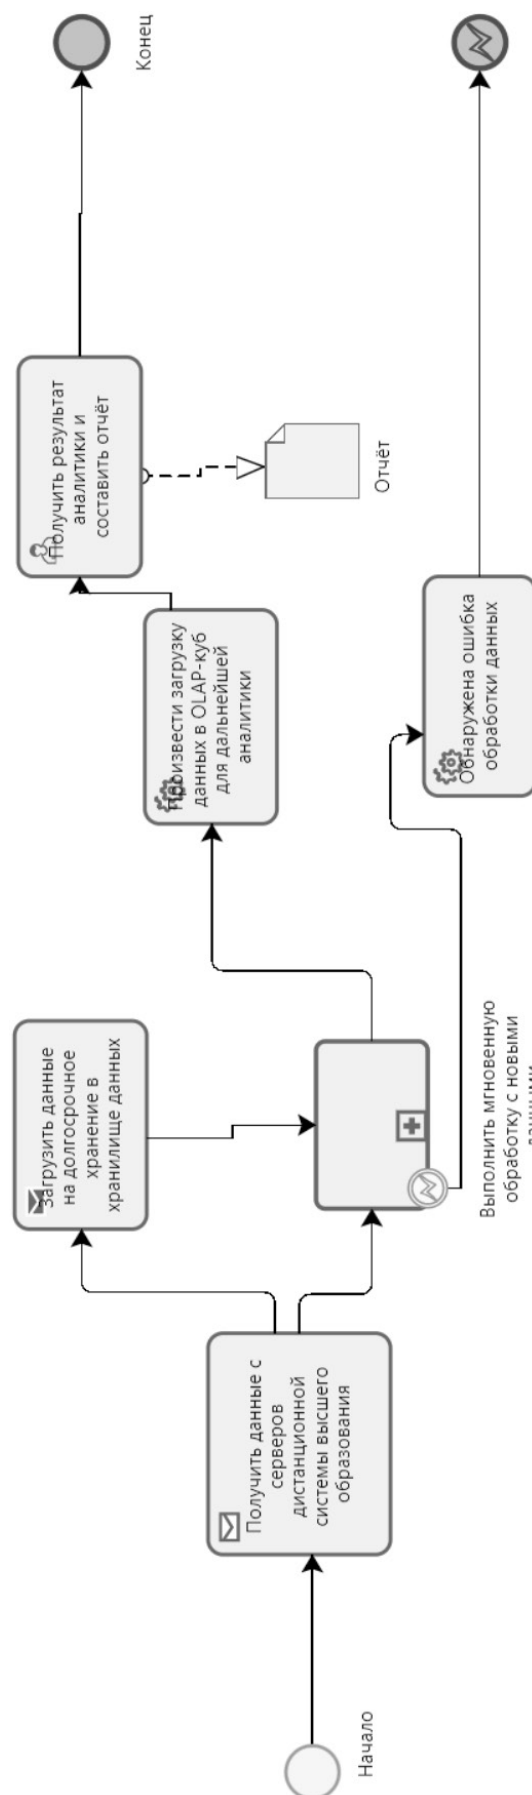 Начало
Получить данные с
серверов
дистанционной
системы высшего
образования
Загрузить данные
на долгосрочное
хранение в
хранилище данных
Выполнить мгновенную
обработку с новыми
данными
Произвести загрузку
данных в OLAP-куб
для дальнейшей
аналитики
Обнаружена ошибка
обработки данных
Получить результат
аналитики и
составить отчёт
Отчёт
Конец